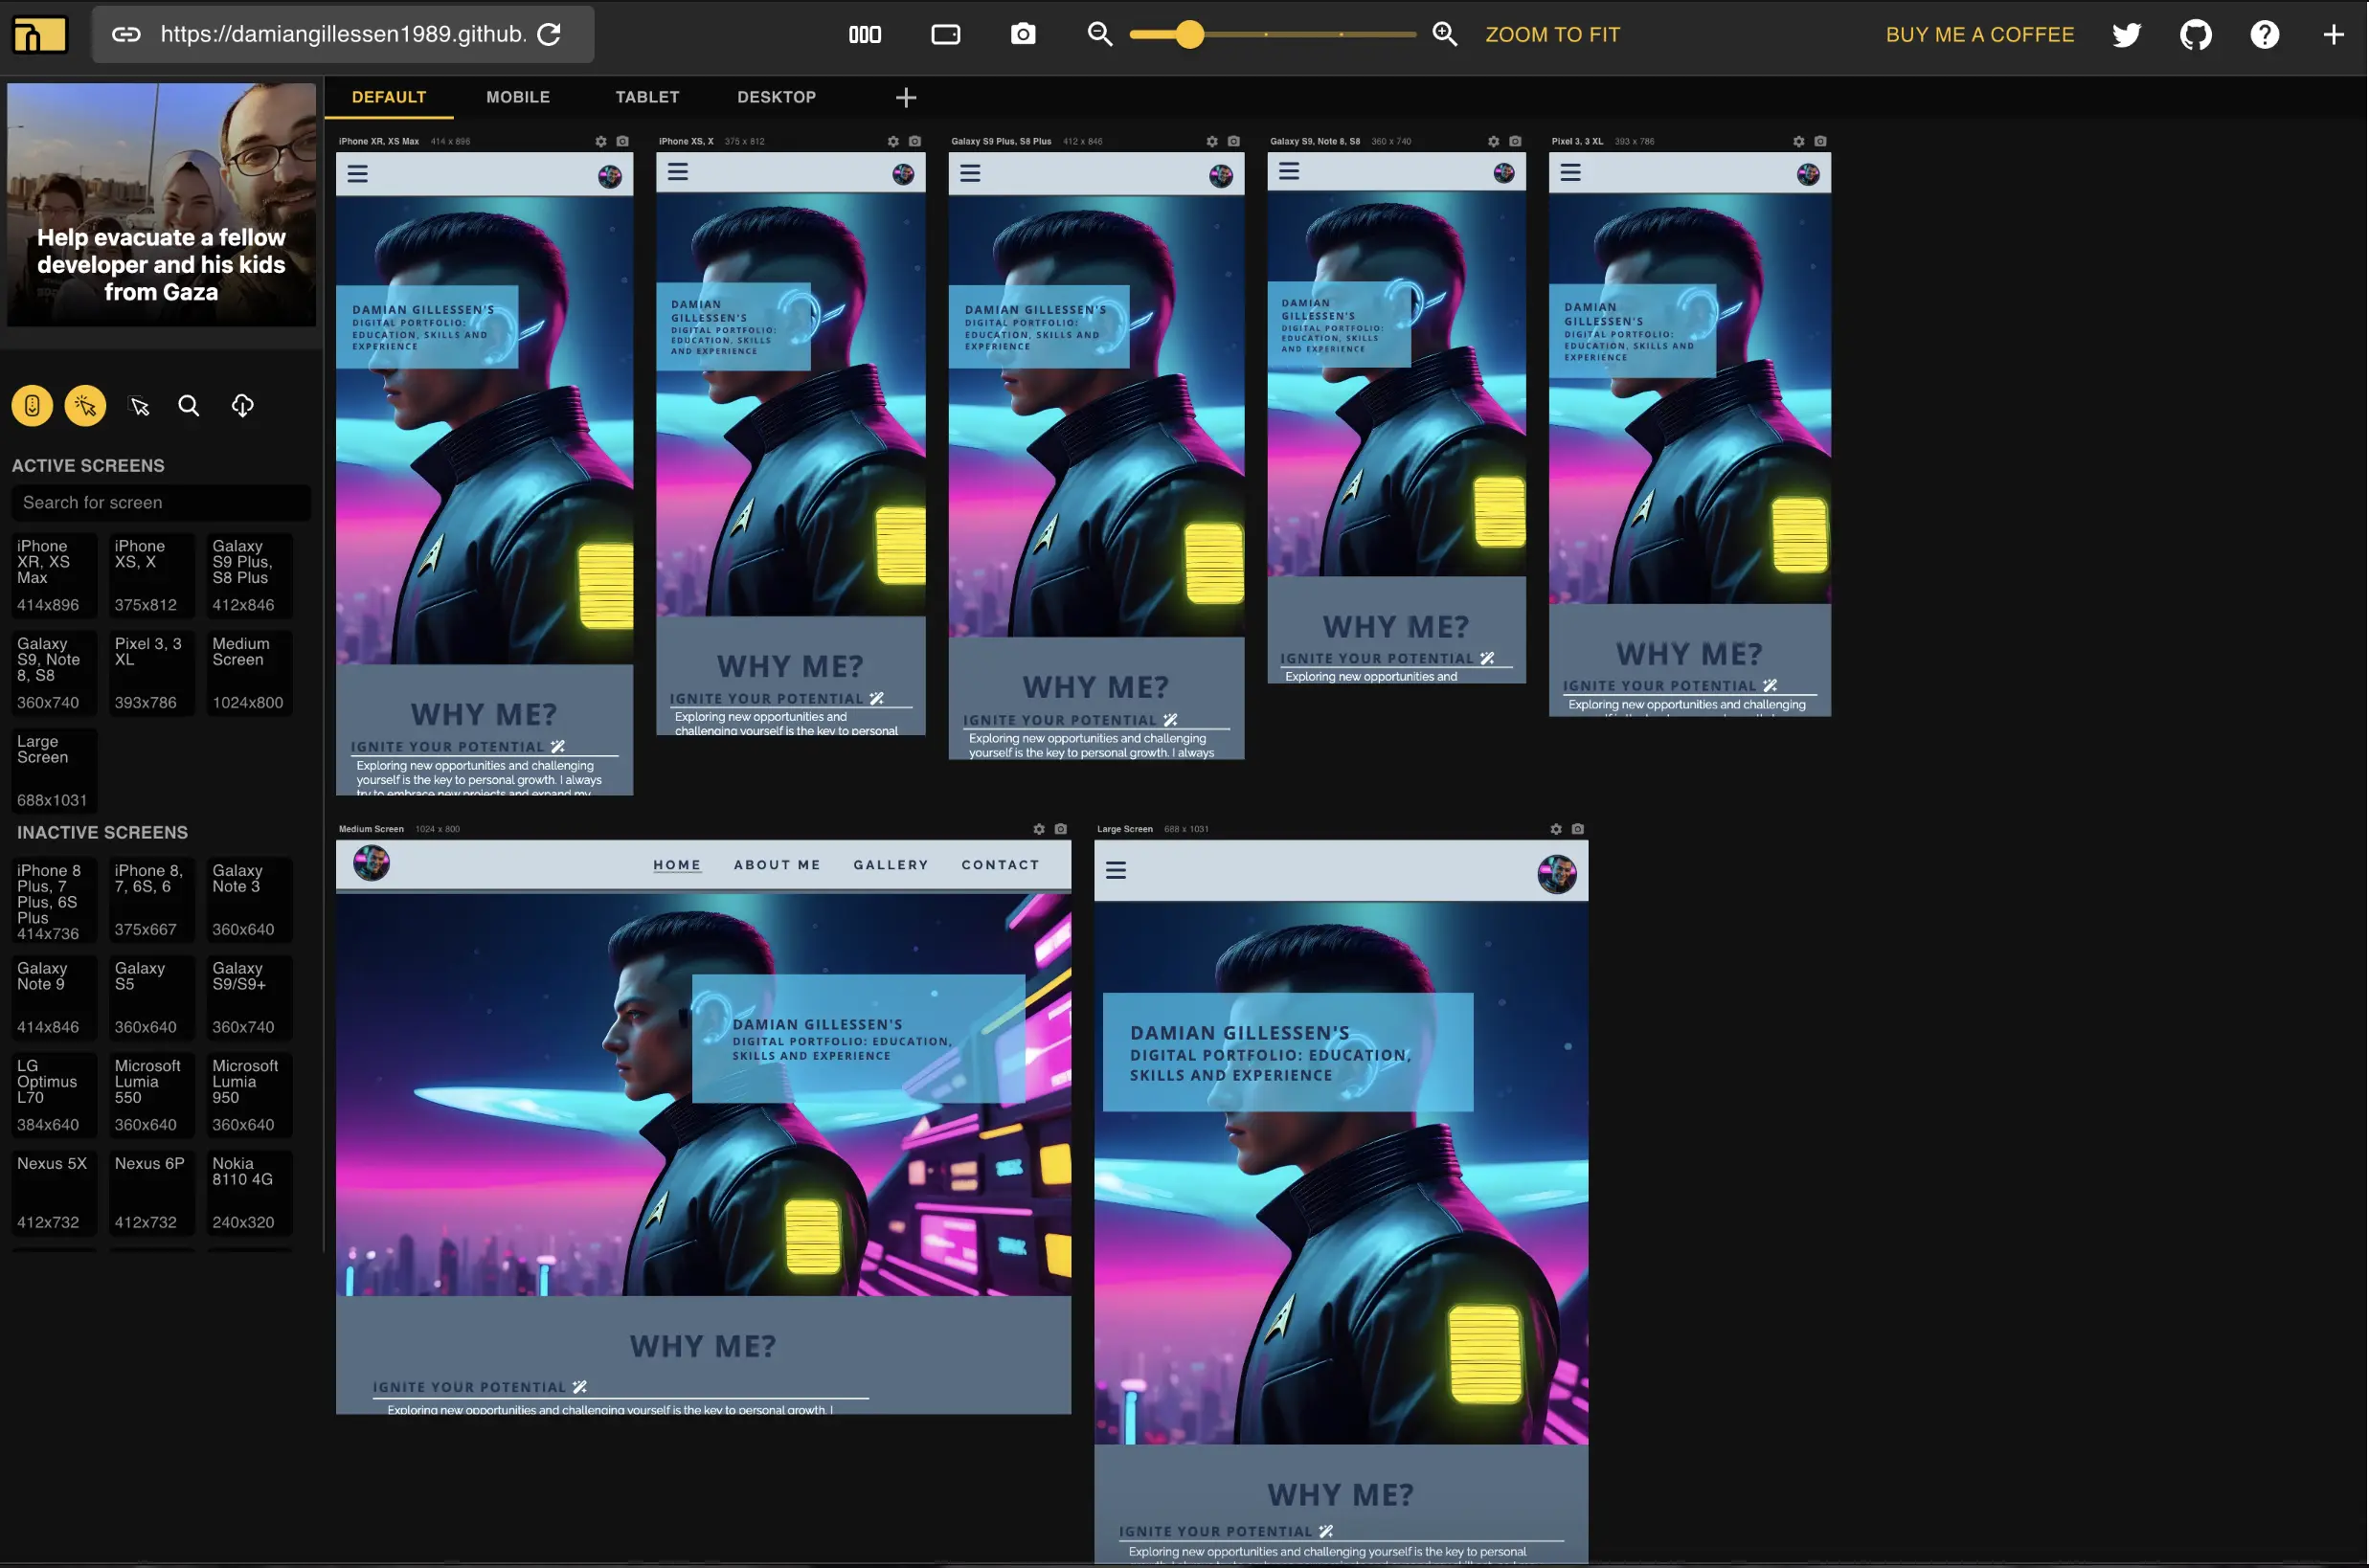 https://damiangillessen1989.github.
ZOOM TO FIT
BUY ME A COFFEE
Help evacuate a fellow
developer and his kids
from Gaza
ACTIVE SCREENS
Search for screen
iPhone
XR, XS
Max
414x896
iPhone
XS, X
375x812
Galaxy
S9 Plus,
S8 Plus
412x846
Galaxy
S9, Note
8, S8
360x740
Pixel 3, 3
XL
393x786
Medium
Screen
1024x800
Large
Screen
688x1031
INACTIVE SCREENS
iPhone 8
Plus, 7
Plus, 6S
Plus
414x736
iPhone 8,
7, 6S, 6
375x667
Galaxy
Note 3
360x640
Galaxy
Note 9
414x846
Galaxy
S5
360x640
Galaxy
S9/S9+
360x740
LG
Optimus
L70
384x640
Microsoft
Lumia
550
360x640
Microsoft
Lumia
950
360x640
Nexus 5X
412x732
Nexus 6P
412x732
Nokia
8110 4G
240x320
DEFAULT
MOBILE
TABLET
DESKTOP
iPhone XR, XS Max 414 x 896
DAMIAN GILLESSEN'S
DIGITAL PORTFOLIO:
EDUCATION, SKILLS AND
EXPERIENCE
WHY ME?
IGNITE YOUR POTENTIAL
Exploring new opportunities and challenging
yourself is the key to personal growth. I always
try to embrace new projects and expand my
iPhone XS, X 375 x 812
DAMIAN
GILLESSEN'S
DIGITAL PORTFOLIO:
EDUCATION, SKILLS
AND EXPERIENCE
WHY ME?
IGNITE YOUR POTENTIAL
Exploring new opportunities and
challenging yourself is the key to personal
Galaxy S9 Plus, S8 Plus 412 x 846
DAMIAN GILLESSEN'S
DIGITAL PORTFOLIO:
EDUCATION, SKILLS AND
EXPERIENCE
WHY ME?
IGNITE YOUR POTENTIAL
Exploring new opportunities and challenging
yourself is the key to personal growth. I always
Galaxy S9, Note 8, S8 360 x 740
DAMIAN
GILLESSEN'S
DIGITAL PORTFOLIO:
EDUCATION, SKILLS
AND EXPERIENCE
WHY ME?
IGNITE YOUR POTENTIAL
Exploring new opportunities and
Pixel 3, 3 XL 393 x 786
DAMIAN
GILLESSEN'S
DIGITAL PORTFOLIO:
EDUCATION, SKILLS AND
EXPERIENCE
WHY ME?
IGNITE YOUR POTENTIAL
Exploring new opportunities and challenging
Medium Screen 1024 x 800
HOME ABOUT ME GALLERY CONTACT
DAMIAN GILLESSEN'S
DIGITAL PORTFOLIO: EDUCATION,
SKILLS AND EXPERIENCE
WHY ME?
IGNITE YOUR POTENTIAL
Exploring new opportunities and challenging yourself is the key to personal growth. I
Large Screen 688 x 1031
DAMIAN GILLESSEN'S
DIGITAL PORTFOLIO: EDUCATION,
SKILLS AND EXPERIENCE
WHY ME?
IGNITE YOUR POTENTIAL
Exploring new opportunities and challenging yourself is the key to personal